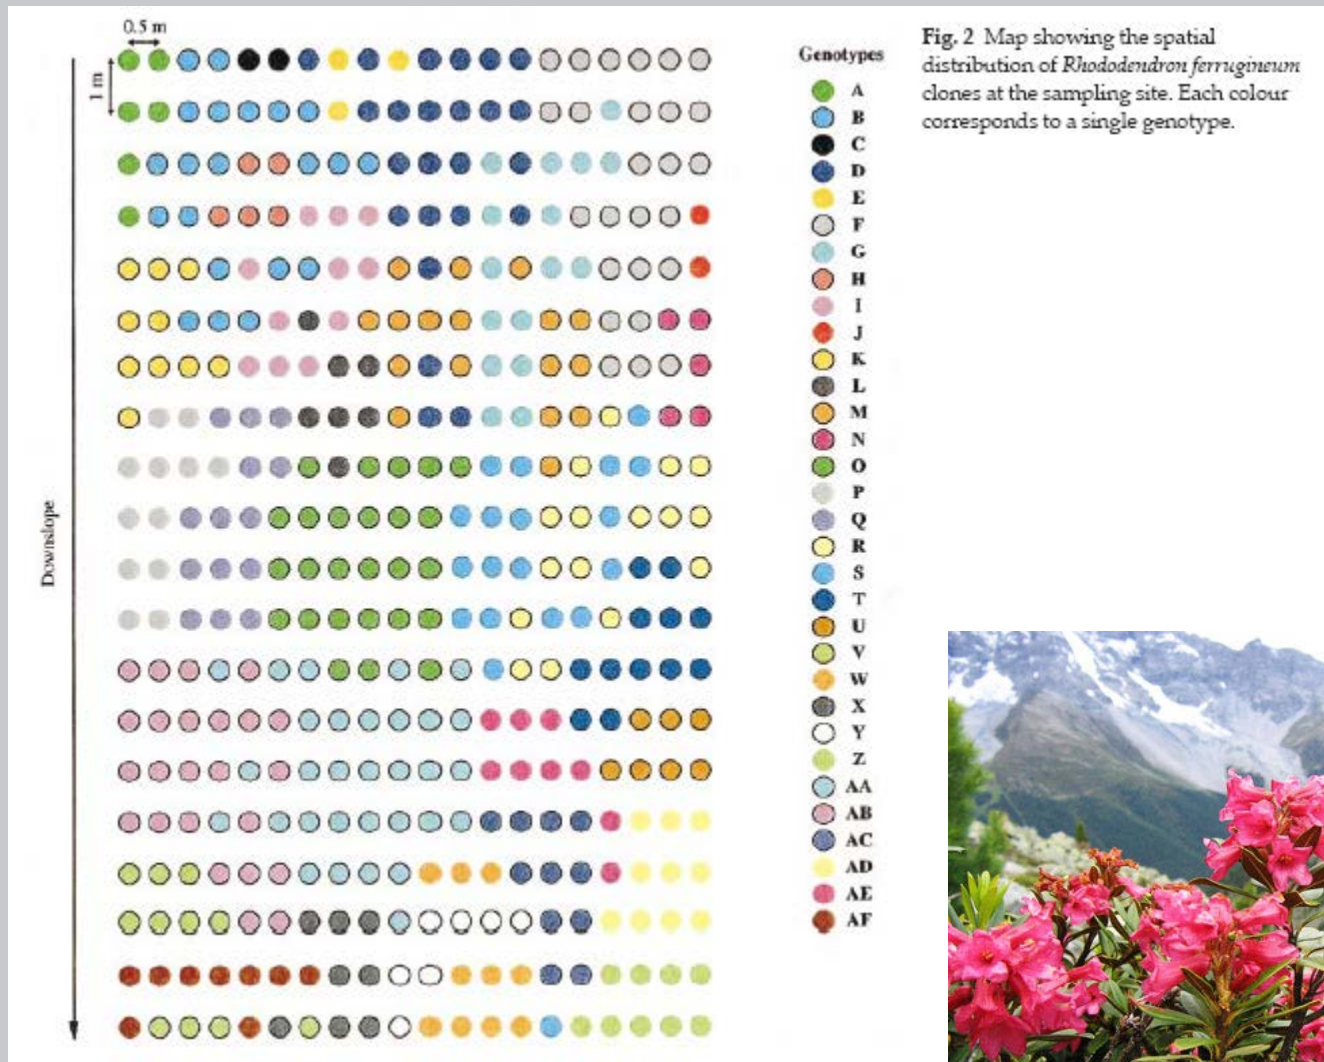 0.5 m
1 m
Downslope
Genotypes
A
B
C
D
E
F
G
H
I
J
K
L
M
N
O
P
Q
R
S
T
U
V
W
X
Y
Z
AA
AB
AC
AD
AE
AF
Fig. 2 Map showing the spatial
distribution of Rhododendron ferrugineum
clones at the sampling site. Each colour
corresponds to a single genotype.